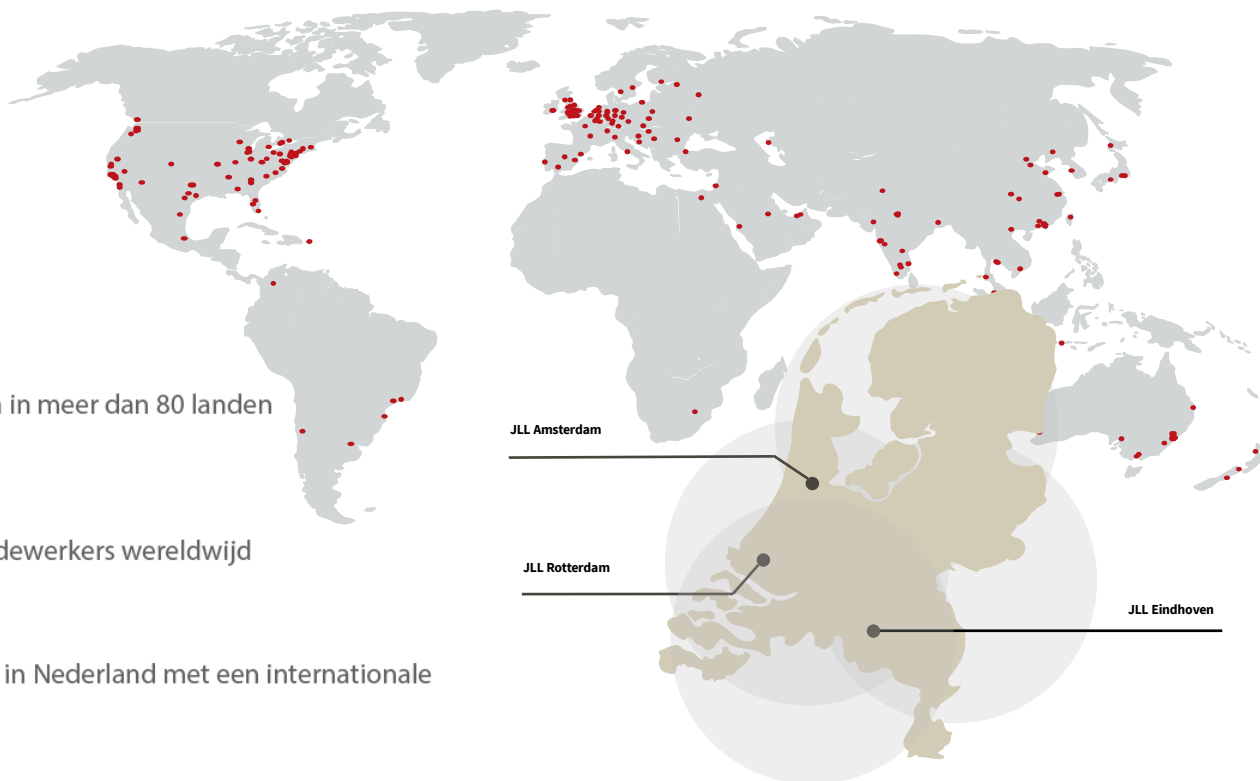 in meer dan 80 landen
JLL Amsterdam
dewerkers wereldwijd
JLL Rotterdam
JLL Eindhoven
in Nederland met een internationale